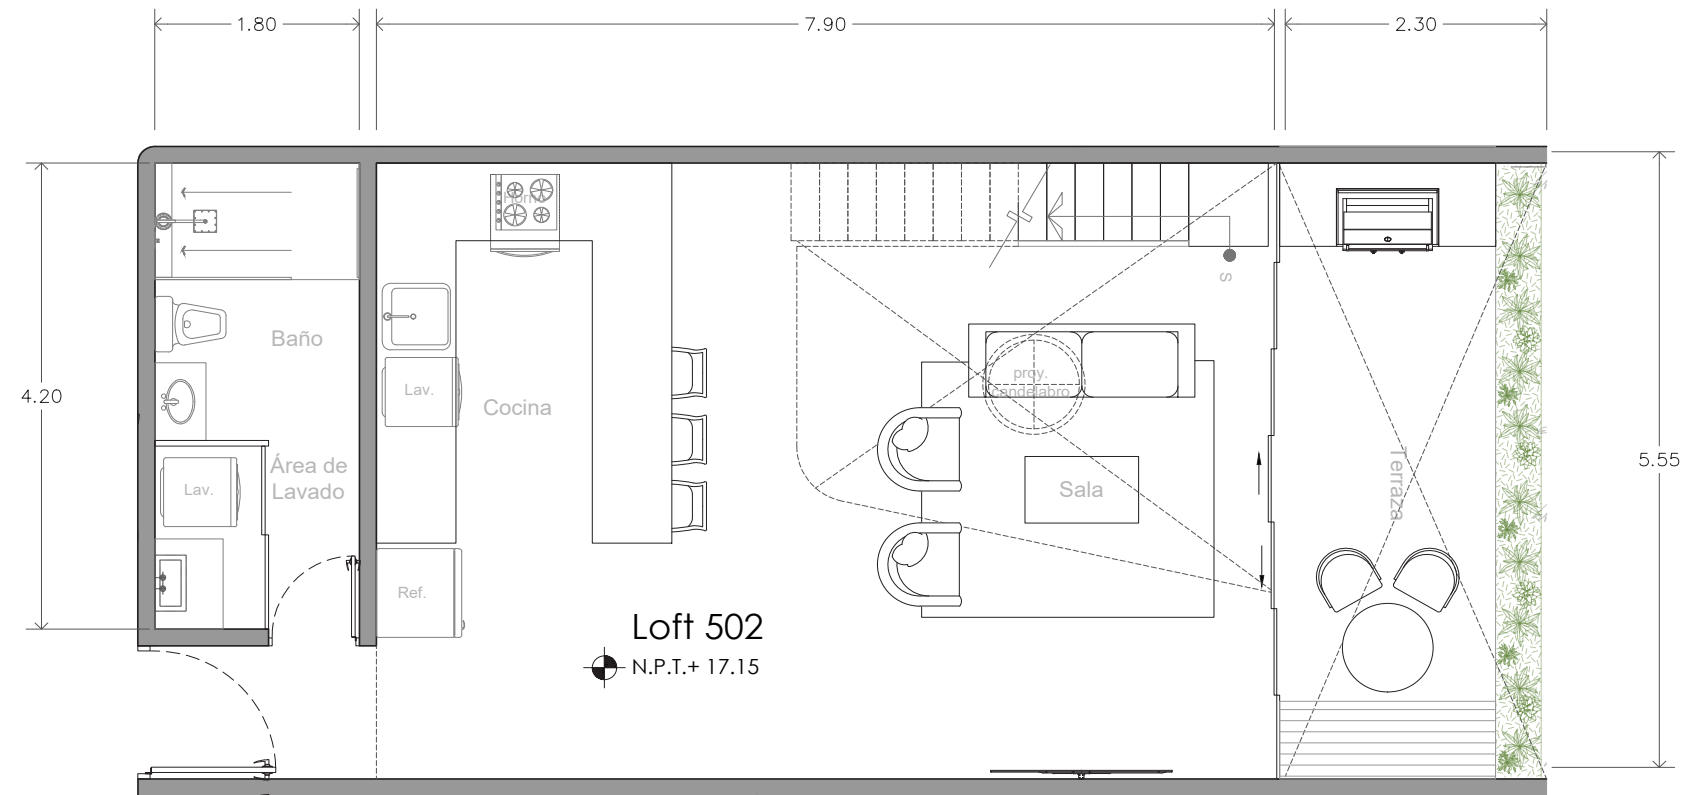 1.80
7.90
2.30
Horno
S
Baño
proy.
candelabro
4.20
Lav.
Cocina
Terraza
5.55
Área de
Lavado
Lav.
Sala
Ref.
Loft 502
N.P.T.+ 17.15